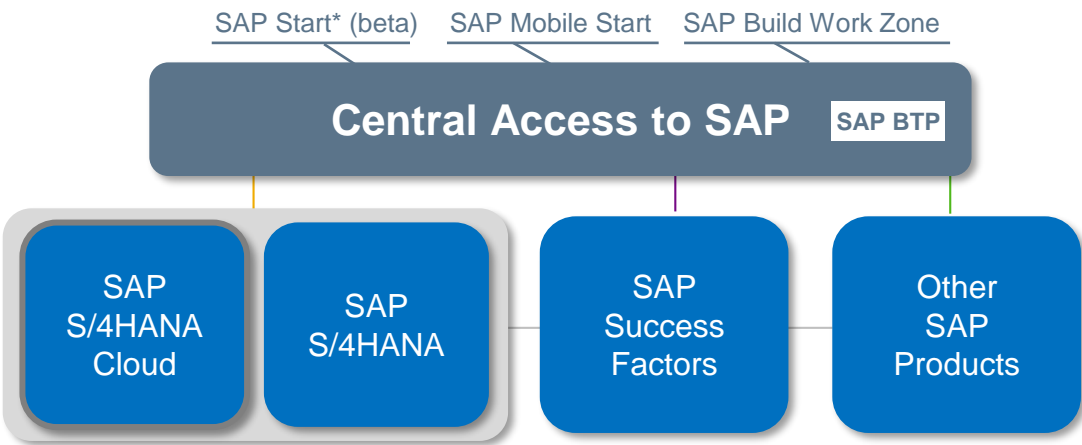 SAP Start* (beta) SAP Mobile Start SAP Build Work Zone
Central Access to SAP SAP BTP
SAP
S/4HANA
Cloud
SAP
S/4HANA
SAP
Success
Factors
Other
SAP
Products